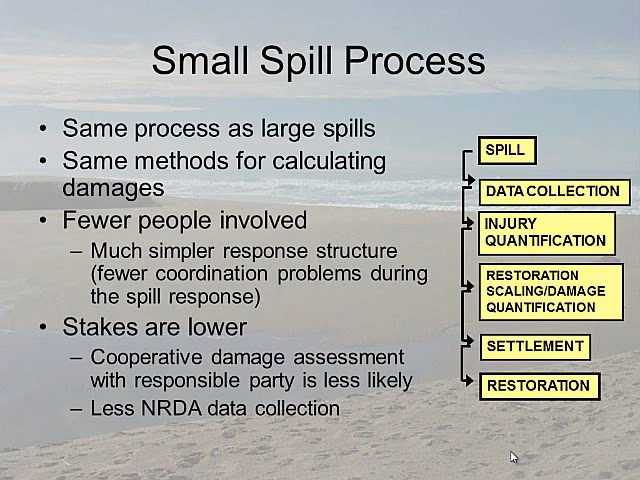 Small Spill Process
• Same process as large spills
• Same methods for calculating
damages
• Fewer people involved
– Much simpler response structure
(fewer coordination problems during
the spill response)
• Stakes are lower
– Cooperative damage assessment
with responsible party is less likely
– Less NRDA data collection
SPILL
DATA COLLECTION
INJURY
QUANTIFICATION
RESTORATION
SCALING/DAMAGE
QUANTIFICATION
SETTLEMENT
RESTORATION